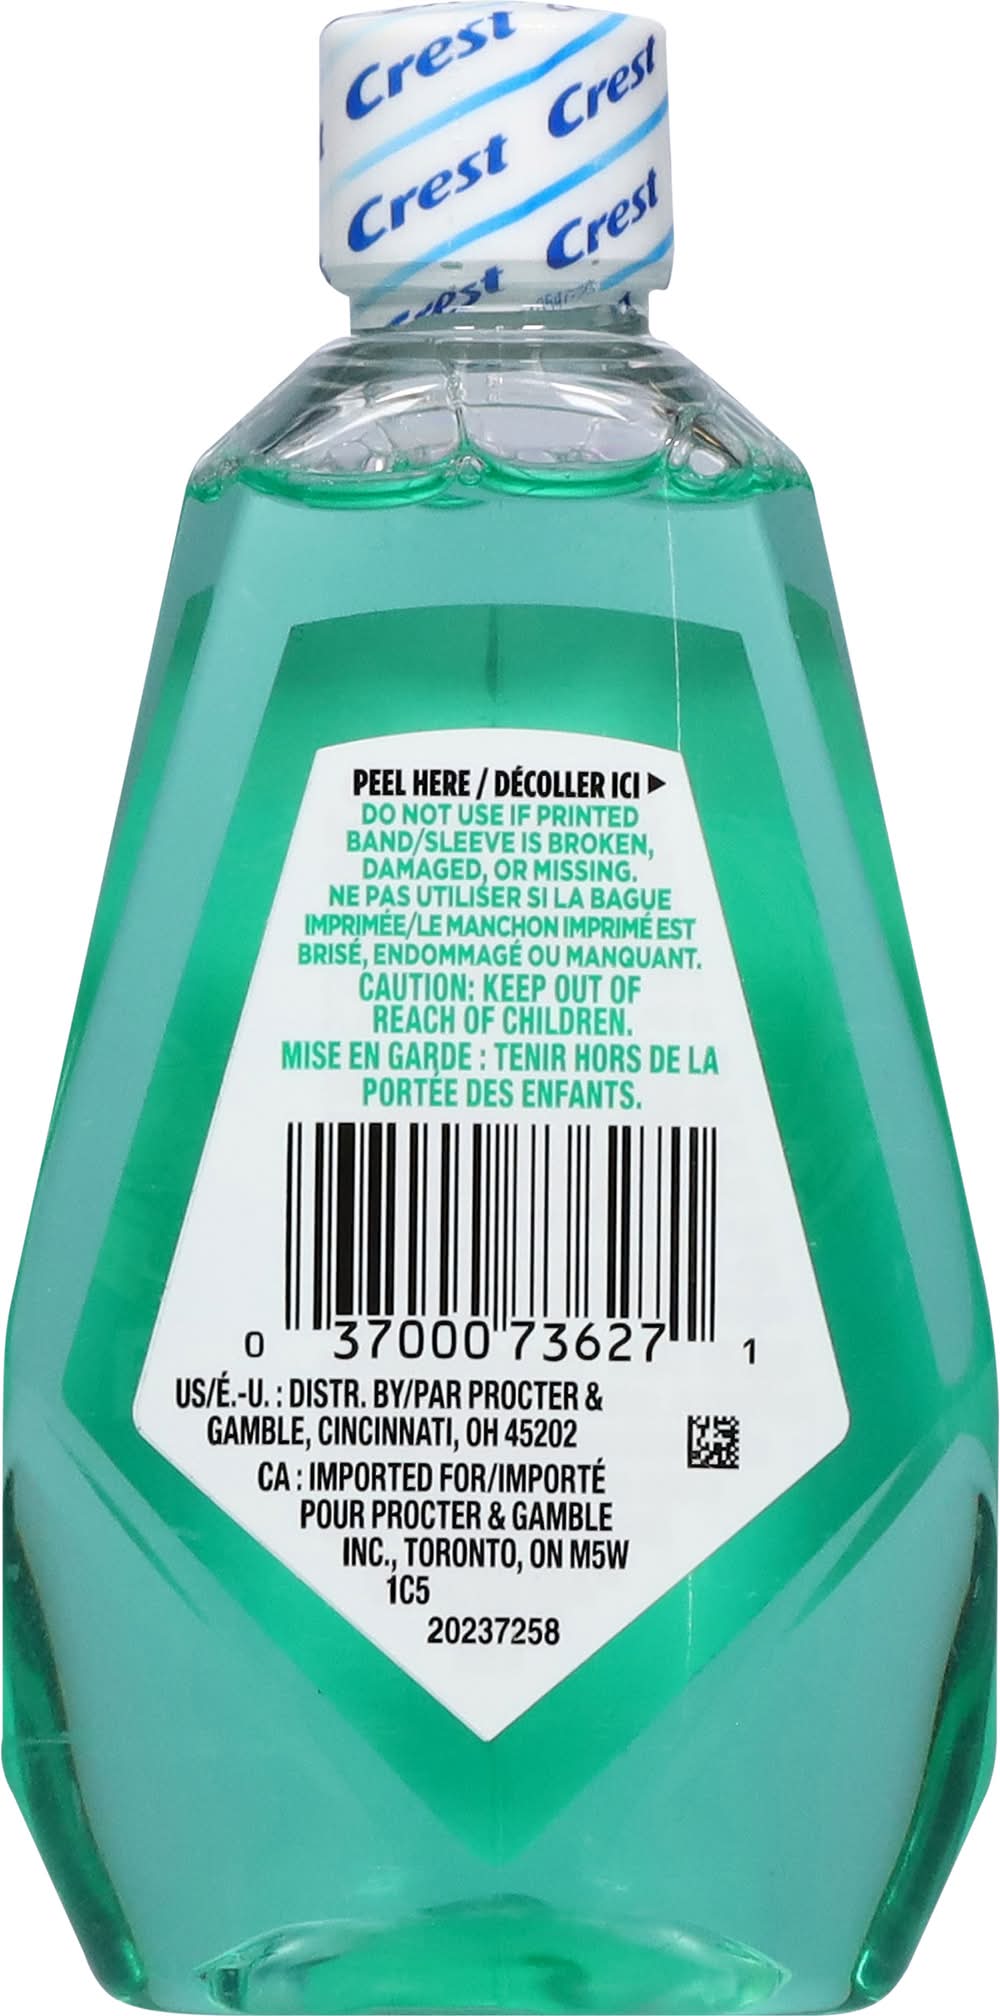 Crest
Crest
Crest
Crest
Crest
PEEL HERE / DÉCOLLER ICI ►
DO NOT USE IF PRINTED
BAND/SLEEVE IS BROKEN,
DAMAGED, OR MISSING.
NE PAS UTILISER SI LA BAGUE
IMPRIMÉE/LE MANCHON IMPRIMÉ EST
BRISÉ, ENDOMMAGÉ OU MANQUANT.
CAUTION: KEEP OUT OF
REACH OF CHILDREN.
MISE EN GARDE : TENIR HORS DE LA
PORTÉE DES ENFANTS.
0 37000 73627 1
US/É.-U. : DISTR. BY/PAR PROCTER &
GAMBLE, CINCINNATI, OH 45202
CA : IMPORTED FOR/IMPORTÉ
POUR PROCTER & GAMBLE
INC., TORONTO, ON M5W
1C5
20237258